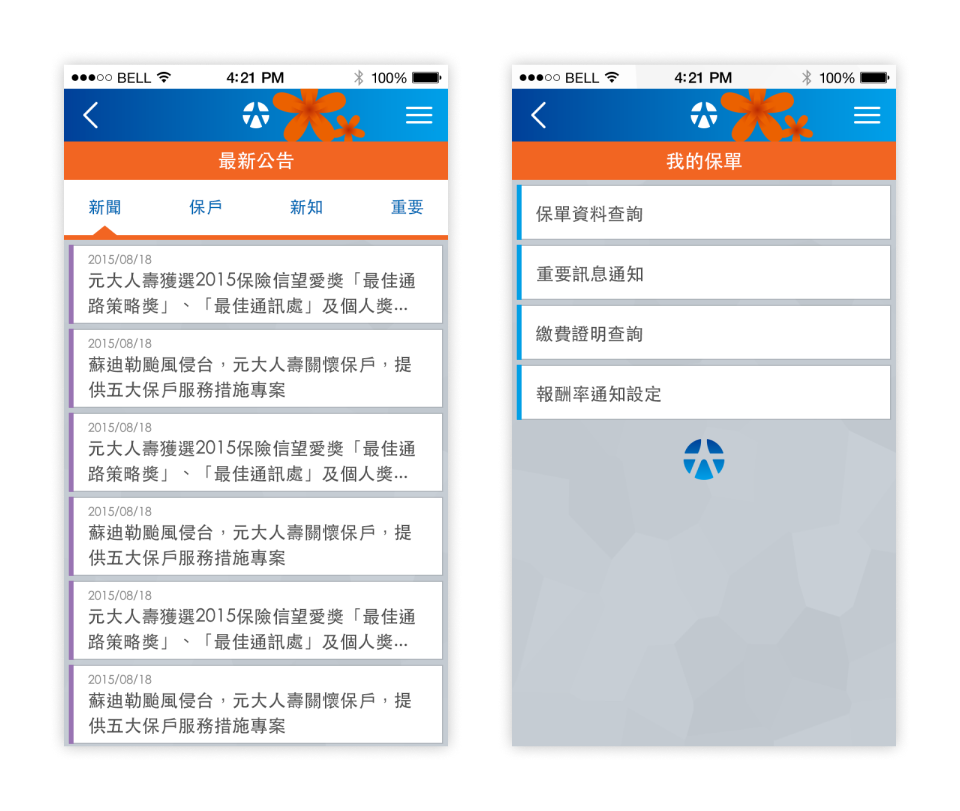 BELL
4:21 PM
100%
最新公告
新聞
保戶
新知
重要
2015/08/18
元大人壽獲選2015保險信望愛獎「最佳通
路策略獎」、「最佳通訊處」及個人獎...
2015/08/18
蘇迪勒颱風侵台，元大人壽關懷保戶，提
供五大保戶服務措施專案
2015/08/18
元大人壽獲選2015保險信望愛獎「最佳通
路策略獎」、「最佳通訊處」及個人獎...
2015/08/18
蘇迪勒颱風侵台，元大人壽關懷保戶，提
供五大保戶服務措施專案
2015/08/18
元大人壽獲選2015保險信望愛獎「最佳通
路策略獎」、「最佳通訊處」及個人獎...
2015/08/18
蘇迪勒颱風侵台，元大人壽關懷保戶，提
供五大保戶服務措施專案
BELL
4:21 PM
100%
我的保單
保單資料查詢
重要訊息通知
繳費證明查詢
報酬率通知設定